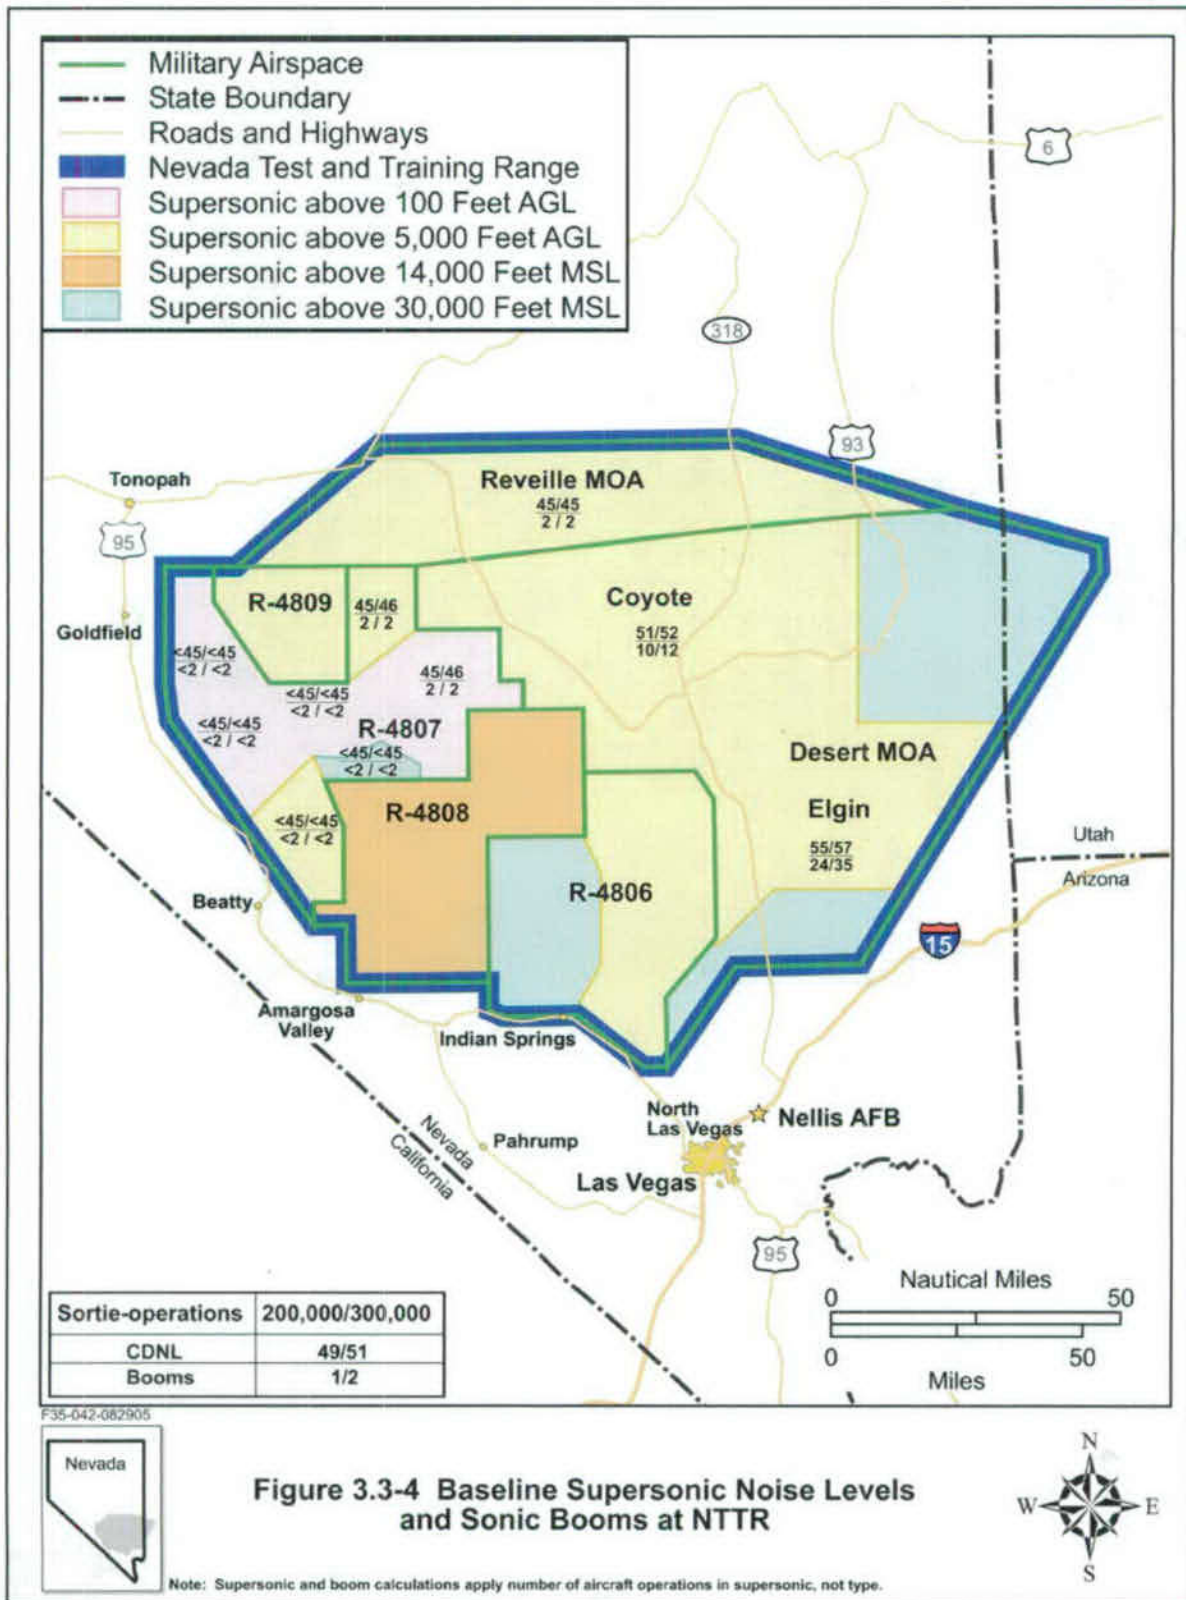 Military Airspace
State Boundary
Roads and Highways
Nevada Test and Training Range
Supersonic above 100 Feet AGL
Supersonic above 5,000 Feet AGL
Supersonic above 14,000 Feet MSL
Supersonic above 30,000 Feet MSL
6
318
93
Tonopah
95
Goldfield
Reveille MOA
45/45
2 / 2
R-4809
45/46
2 / 2
Coyote
51/52
10/12
<45/<45
<2 / <2
<45/<45
<2 / <2
45/46
2 / 2
<45/<45
<2 / <2
R-4807
<45/<45
<2 / <2
Desert MOA
R-4808
Elgin
<45/<45
<2 / <2
55/57
24/35
Utah
Arizona
Beatty
R-4806
15
Amargosa
Valley
Indian Springs
North
Las Vegas
Nellis AFB
Nevada
California
Pahrump
Las Vegas
95
Nautical Miles
0 50
0 50
Miles
Sortie-operations 200,000/300,000
CDNL 49/51
Booms 1/2
F35-042-082905
Nevada
Figure 3.3-4 Baseline Supersonic Noise Levels
and Sonic Booms at NTTR
N
W E
S
Note: Supersonic and boom calculations apply number of aircraft operations in supersonic, not type.